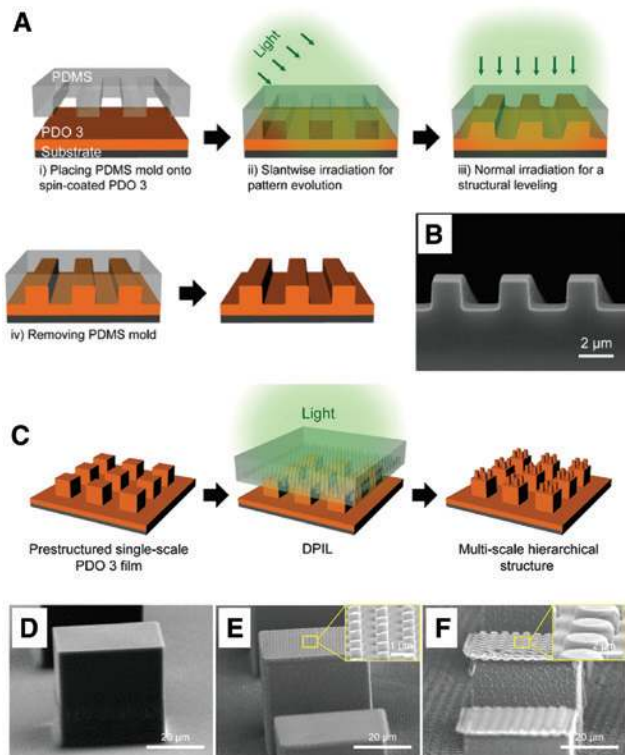 A
PDMS
PDO 3
Substrate
i) Placing PDMS mold onto
spin-coated PDO 3
Light
ii) Slantwise irradiation for
pattern evolution
iii) Normal irradiation for a
structural leveling
iv) Removing PDMS mold
B
2 µm
C
Prestructured single-scale
PDO 3 film
Light
DPIL
Multi-scale hierarchical
structure
D
20 µm
E
20 µm
F
20 µm